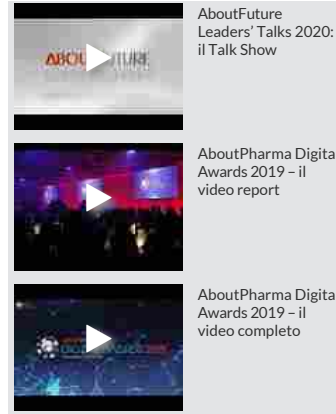 AboutFuture
Leaders' Talks 2020:
il Talk Show
AboutPharma Digita
Awards 2019 – il
video report
AboutPharma Digita
Awards 2019 – il
video completo